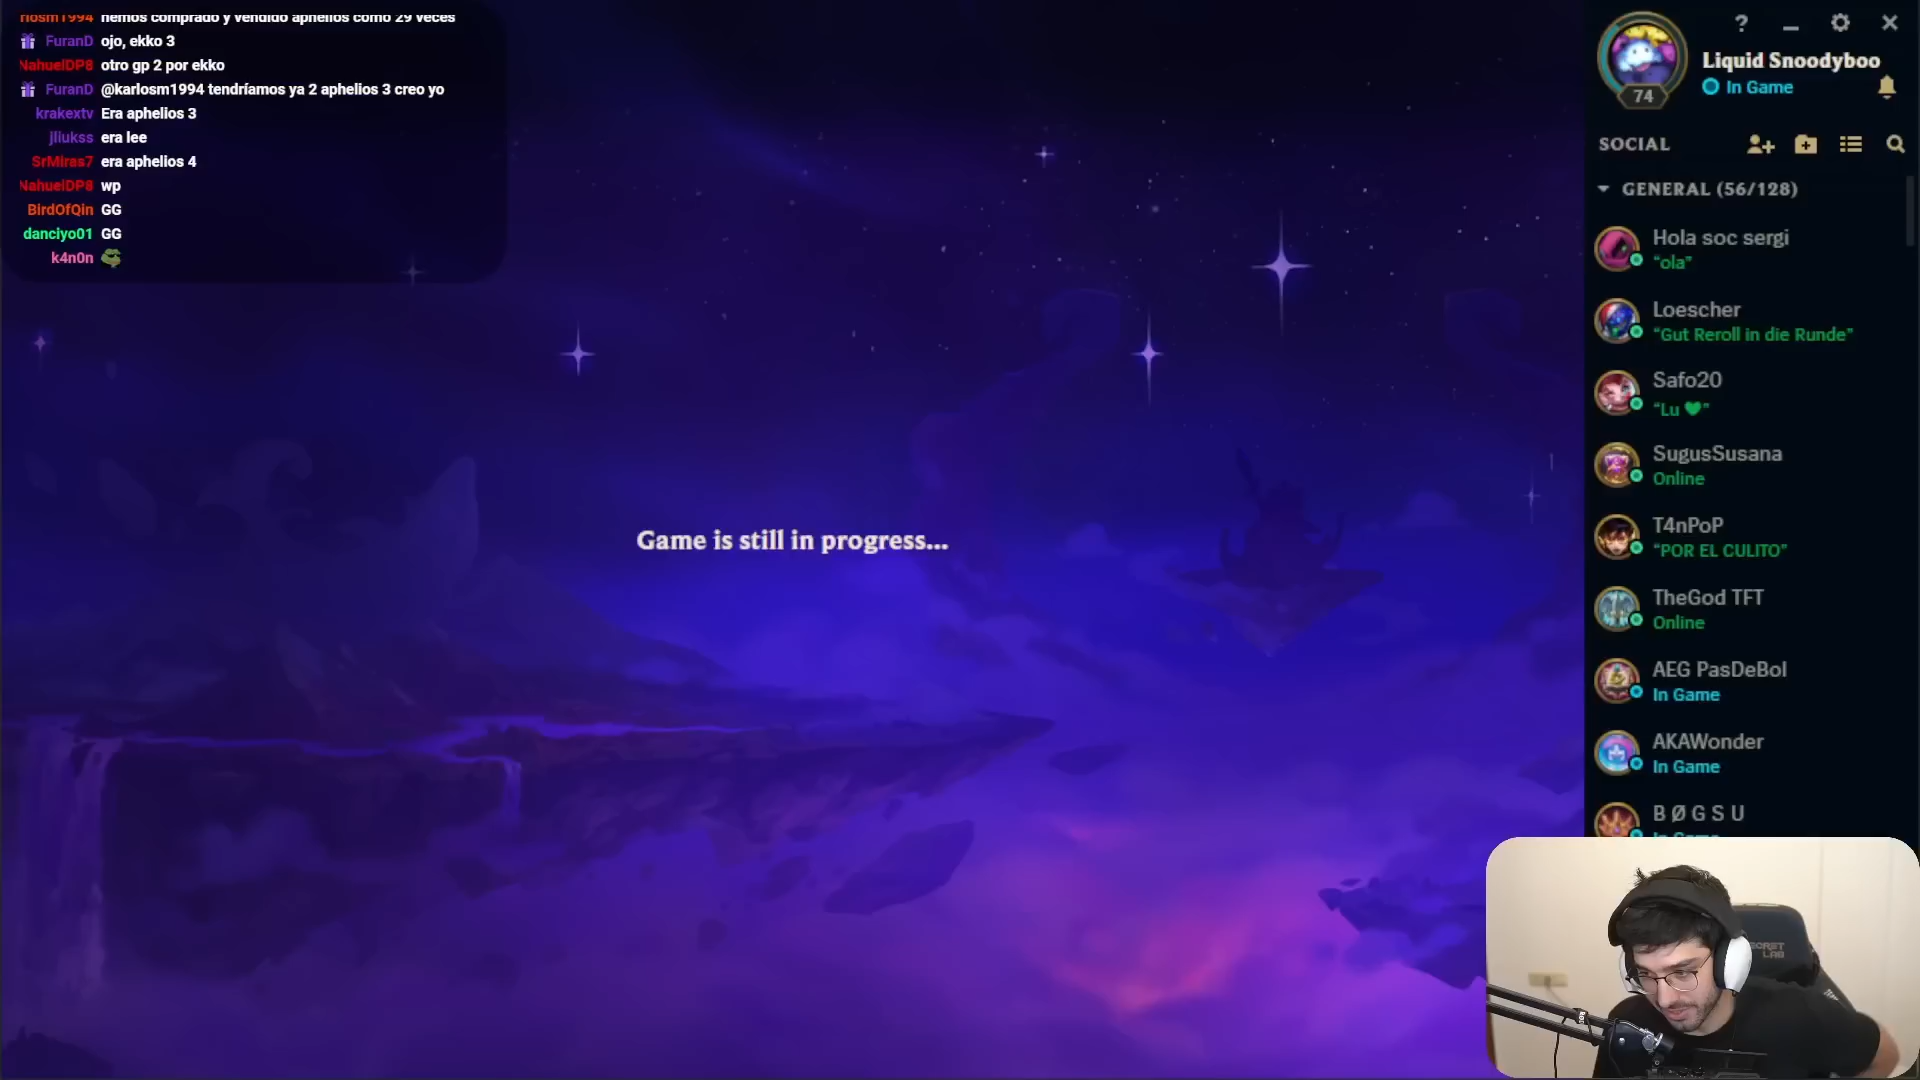 hemos comprado y vendido aphelios como 29 veces
FuranD ojo, ekko 3
NahuelDP8 otro gp 2 por ekko
FuranD @karlosm1994 tendríamos ya 2 aphelios 3 creo yo
krakextv Era aphelios 3
jliukss era lee
SrMiras7 era aphelios 4
NahuelDP8 wp
BirdOfQin GG
danciyo01 GG
k4n0n
Game is still in progress...
74
Liquid Snoodyboo
In Game
SOCIAL
GENERAL (56/128)
Hola soc sergi
"ola"
Loescher
"Gut Reroll in die Runde"
Safo20
"Lu 💚"
SugusSusana
Online
T4nPoP
"POR EL CULITO"
TheGod TFT
Online
AEG PasDeBol
In Game
AKAWonder
In Game
B Ø G S U
SECRET
LAB